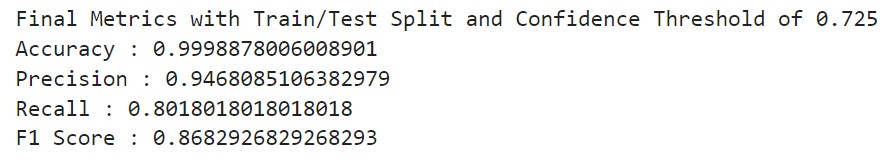 Final Metrics with Train/Test Split and Confidence Threshold of 0.725
Accuracy : 0.9998878006008901
Precision : 0.9468085106382979
Recall : 0.8018018018018018
F1 Score : 0.8682926829268293